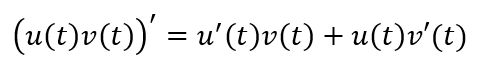 (u(t)v(t))′ = u′(t)v(t) + u(t)v′(t)